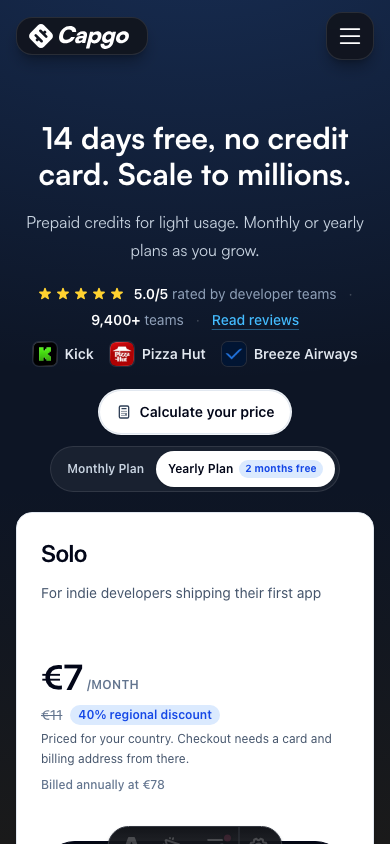 Capgo
14 days free, no credit
card. Scale to millions.
Prepaid credits for light usage. Monthly or yearly
plans as you grow.
5.0/5 rated by developer teams ·
9,400+ teams · Read reviews
Kick Pizza Hut Breeze Airways
Calculate your price
Monthly Plan Yearly Plan 2 months free
Solo
For indie developers shipping their first app
€7 /MONTH
€11 40% regional discount
Priced for your country. Checkout needs a card and
billing address from there.
Billed annually at €78